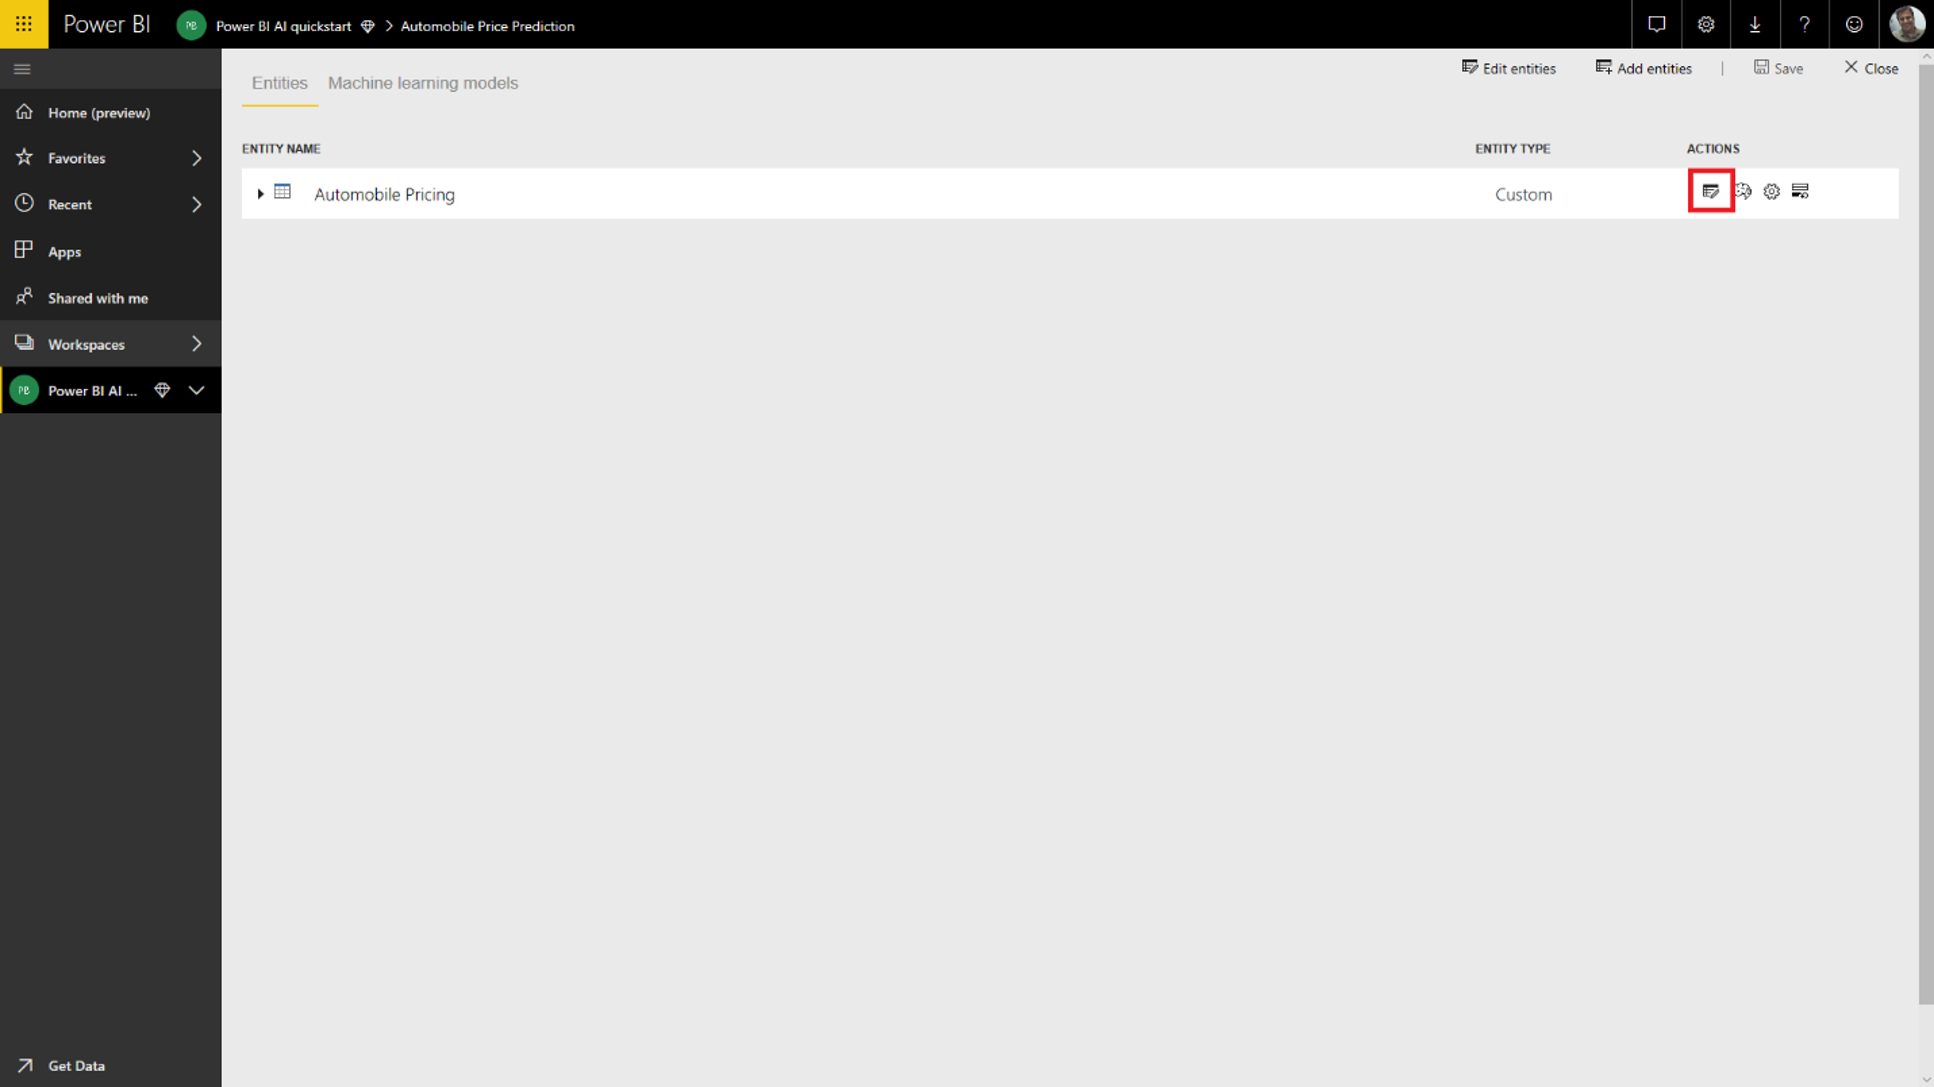 Power BI PB Power BI AI quickstart Automobile Price Prediction
Entities Machine learning models Edit entities Add entities | Save Close
Home (preview)
ENTITY NAME ENTITY TYPE ACTIONS
Favorites
Automobile Pricing Custom
Recent
Apps
Shared with me
Workspaces
PB Power BI AI ...
Get Data